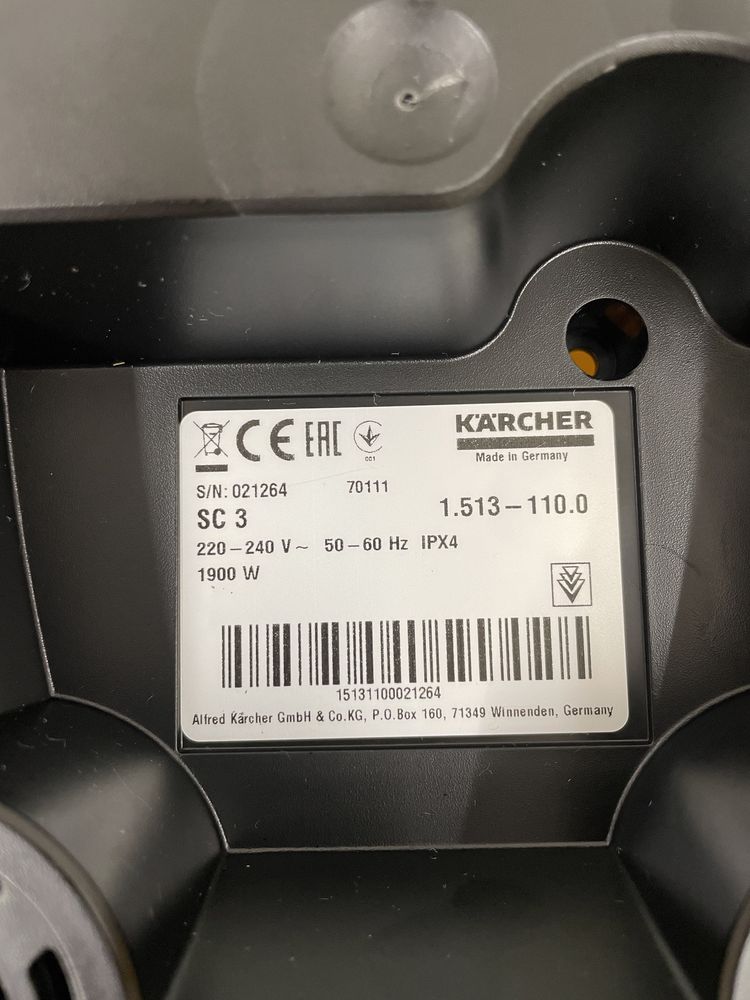 CE EAC
001
KÄRCHER
Made in Germany
S/N: 021264 70111
SC 3 1.513-110.0
220-240 V~ 50-60 Hz IPX4
1900 W
15131100021264
Alfred Kärcher GmbH & Co.KG, P.O.Box 160, 71349 Winnenden, Germany